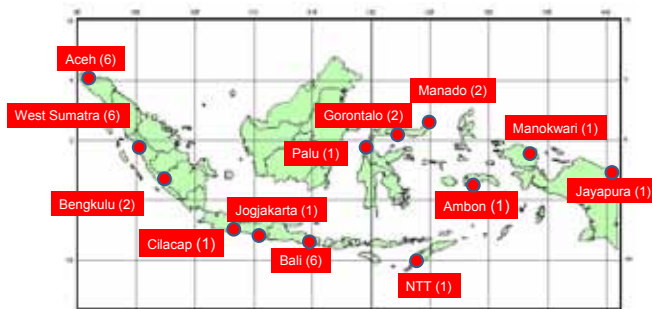 Aceh (6)
Manado (2)
West Sumatra (6)
Gorontalo (2)
Manokwari (1)
Palu (1)
Bengkulu (2)
Jogjakarta (1)
Ambon (1)
Jayapura (1)
Cilacap (1)
Bali (6)
NTT (1)